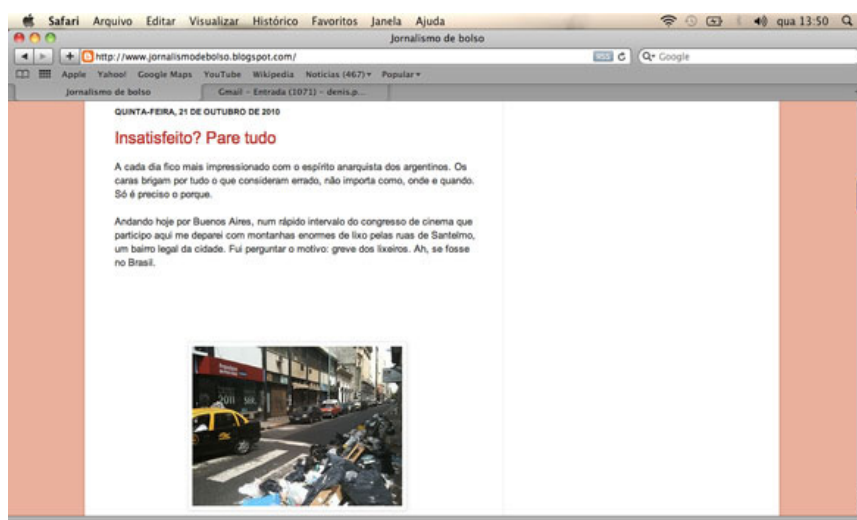 Safari Arquivo Editar Visualizar Histórico Favoritos Janela Ajuda qua 13:50
Jornalismo de bolso
http://www.jornalismodebolso.blogspot.com/ RSS Google
Apple Yahoo! Google Maps YouTube Wikipedia Notícias (467) Popular
Jornalismo de bolso Gmail - Entrada (1071) - denis.p...
QUINTA-FEIRA, 21 DE OUTUBRO DE 2010
Insatisfeito? Pare tudo
A cada dia fico mais impressionado com o espírito anarquista dos argentinos. Os
caras brigam por tudo o que consideram errado, não importa como, onde e quando.
Só é preciso o porque.
Andando hoje por Buenos Aires, num rápido intervalo do congresso de cinema que
participo aqui me deparei com montanhas enormes de lixo pelas ruas de Santelmo,
um bairro legal da cidade. Fui perguntar o motivo: greve dos lixeiros. Ah, se fosse
no Brasil.